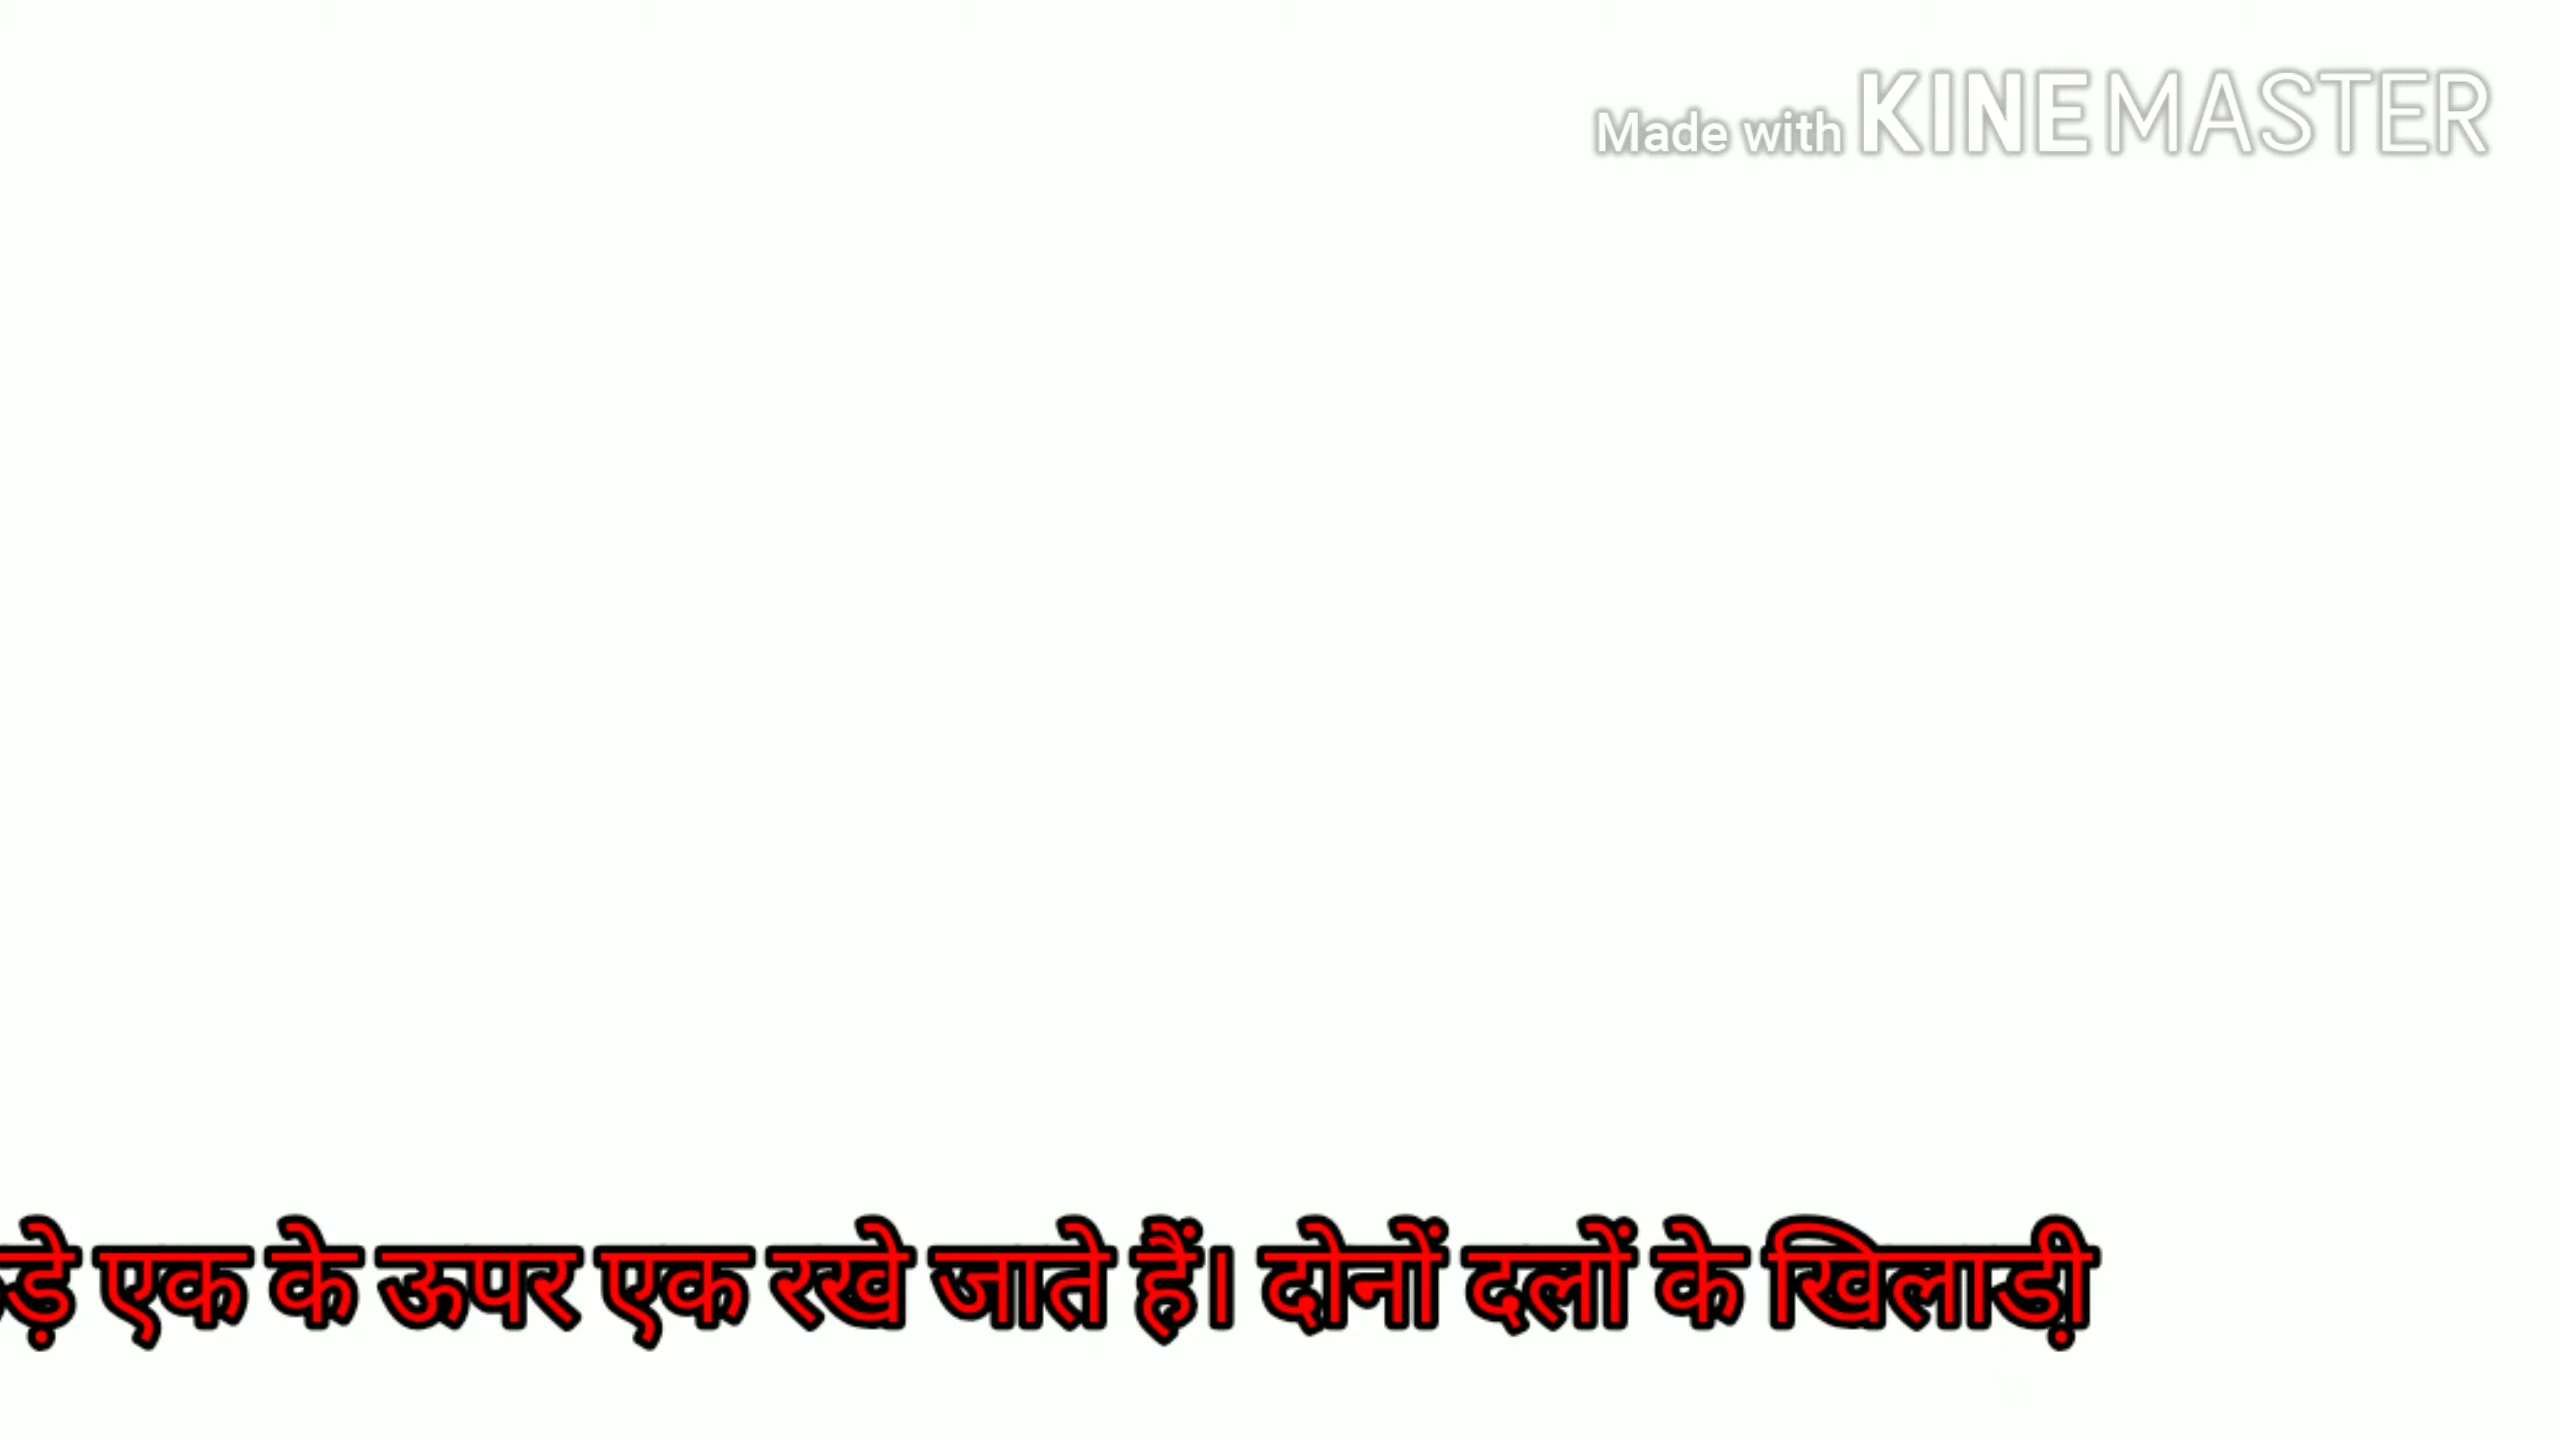 Made with KINEMASTER
एक के ऊपर एक रखे जाते हैं। दोनों दलों के खिलाड़ी